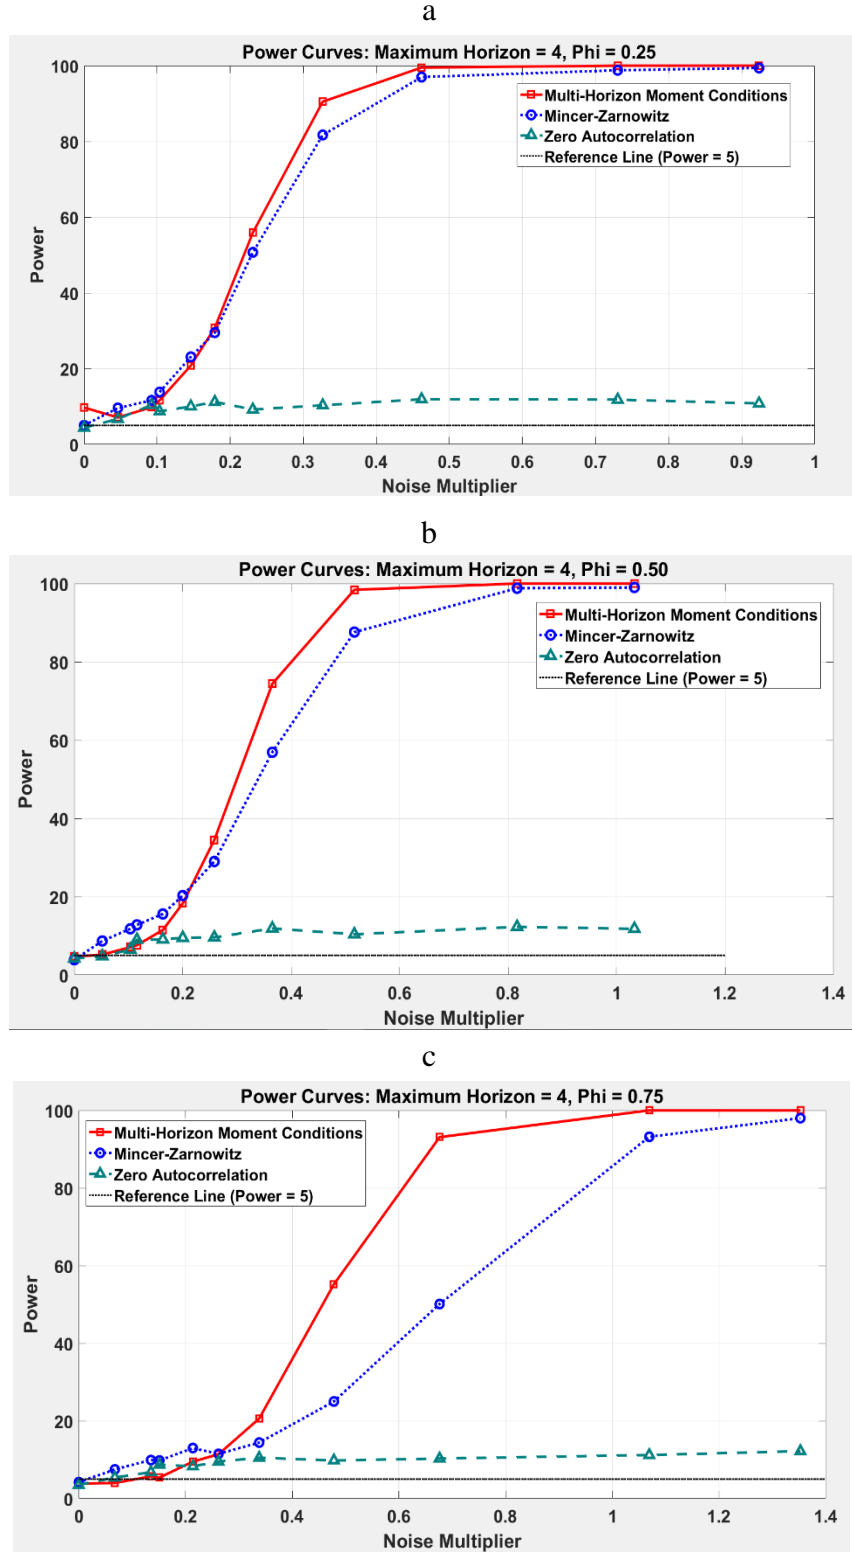 a
Power Curves: Maximum Horizon = 4, Phi = 0.25
100
80
60
40
20
0
Power
Multi-Horizon Moment Conditions
Mincer-Zarnowitz
Zero Autocorrelation
Reference Line (Power = 5)
0 0.1 0.2 0.3 0.4 0.5 0.6 0.7 0.8 0.9 1
Noise Multiplier
b
Power Curves: Maximum Horizon = 4, Phi = 0.50
100
80
60
40
20
0
Power
Multi-Horizon Moment Conditions
Mincer-Zarnowitz
Zero Autocorrelation
Reference Line (Power = 5)
0 0.2 0.4 0.6 0.8 1 1.2 1.4
Noise Multiplier
c
Power Curves: Maximum Horizon = 4, Phi = 0.75
100
80
60
40
20
0
Power
Multi-Horizon Moment Conditions
Mincer-Zarnowitz
Zero Autocorrelation
Reference Line (Power = 5)
0 0.2 0.4 0.6 0.8 1 1.2 1.4
Noise Multiplier